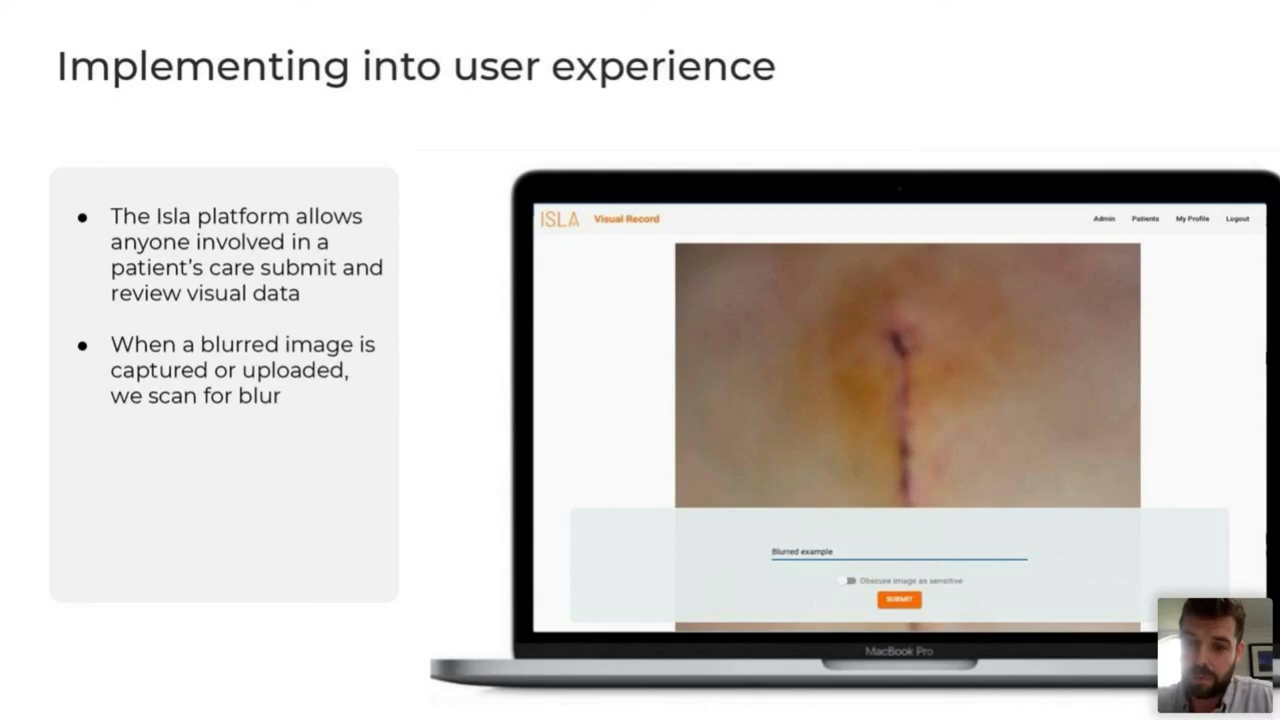 Implementing into user experience
● The Isla platform allows
anyone involved in a
patient's care submit and
review visual data
● When a blurred image is
captured or uploaded,
we scan for blur
ISLA Visual Record Admin Patients My Profile Logout
Blurred example
Obscure image as sensitive
SUBMIT
MacBook Pro